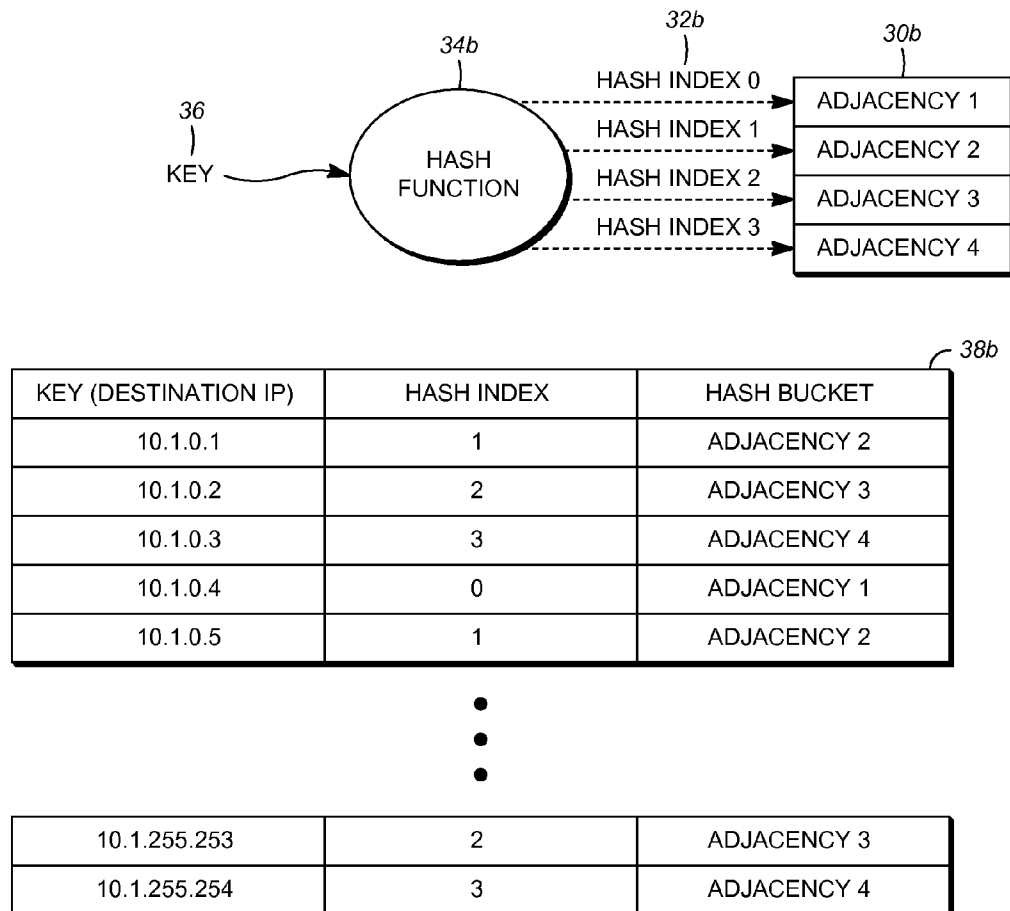 34b
32b
30b
36
KEY
HASH
FUNCTION
HASH INDEX 0
HASH INDEX 1
HASH INDEX 2
HASH INDEX 3
ADJACENCY 1
ADJACENCY 2
ADJACENCY 3
ADJACENCY 4
38b
KEY (DESTINATION IP) HASH INDEX HASH BUCKET
10.1.0.1 1 ADJACENCY 2
10.1.0.2 2 ADJACENCY 3
10.1.0.3 3 ADJACENCY 4
10.1.0.4 0 ADJACENCY 1
10.1.0.5 1 ADJACENCY 2
10.1.255.253 2 ADJACENCY 3
10.1.255.254 3 ADJACENCY 4